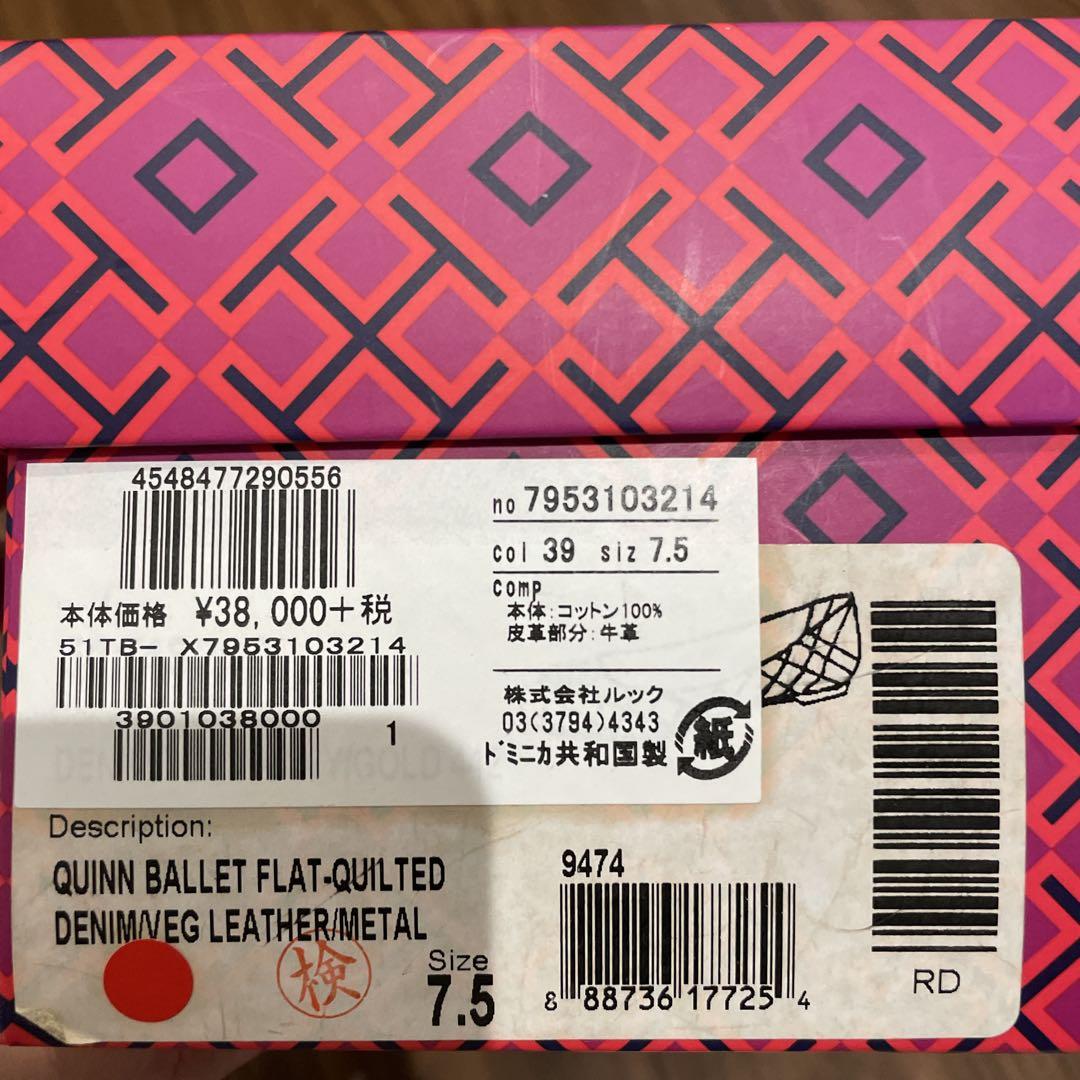 4548477290556
本体価格 ¥38,000+税
51TB- X7953103214
3901038000
1
no 7953103214
col 39 siz 7.5
comp
本体:コットン100%
皮革部分:牛革
株式会社ルック
03(3794)4343
ドミニカ共和国製
紙
Description:
QUINN BALLET FLAT-QUILTED
DENIM/VEG LEATHER/METAL
検
Size
7.5
9474
8 88736 17725 4
RD